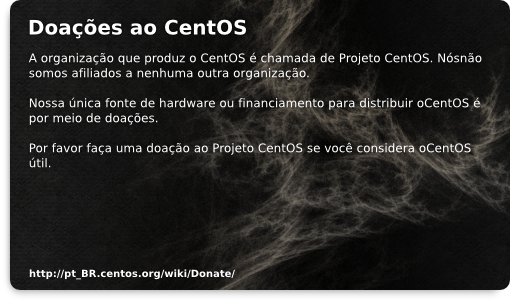 Doações ao CentOS
A organização que produz o CentOS é chamada de Projeto CentOS. Nósnão
somos afiliados a nenhuma outra organização.
Nossa única fonte de hardware ou financiamento para distribuir oCentOS é
por meio de doações.
Por favor faça uma doação ao Projeto CentOS se você considera oCentOS
útil.
http://pt_BR.centos.org/wiki/Donate/